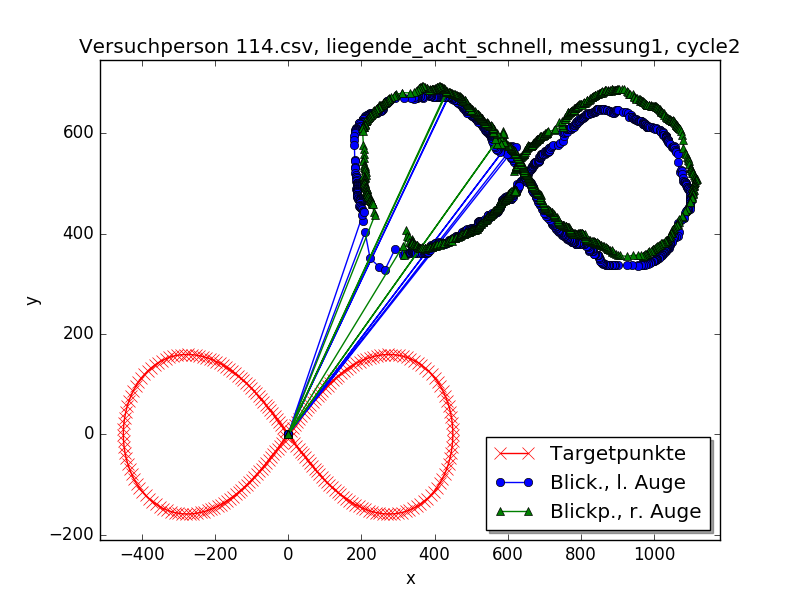 Versuchperson 114.csv, liegende_acht_schnell, messung1, cycle2
600
400
200
0
−200
y
−400
−200
0
200
400
600
800
1000
x
Targetpunkte
Blick., l. Auge
Blickp., r. Auge